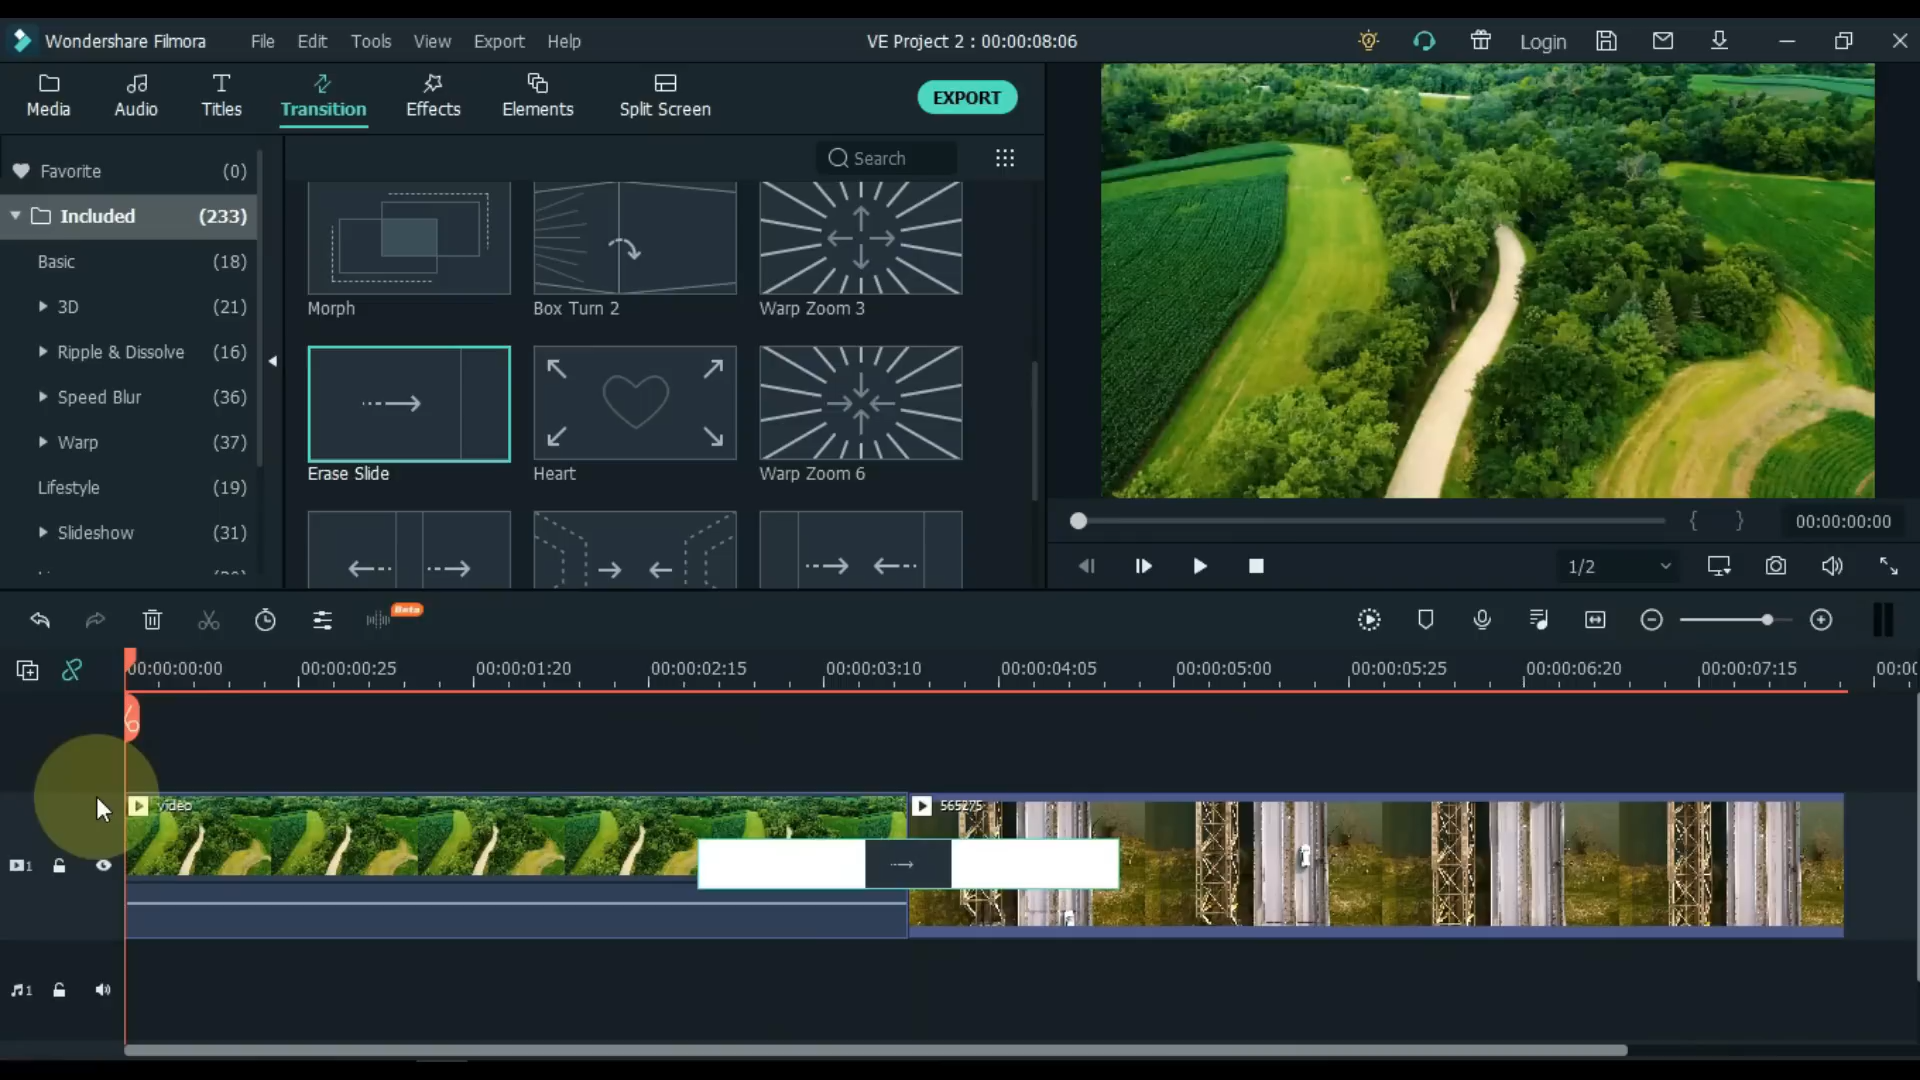 Wondershare Filmora File Edit Tools View Export Help VE Project 2 : 00:00:08:06 Login
Media Audio Titles Transition Effects Elements Split Screen EXPORT
Search
Favorite (0)
Included (233)
Basic (18)
3D (21)
Ripple & Dissolve (16)
Speed Blur (36)
Warp (37)
Lifestyle (19)
Slideshow (31)
Morph Box Turn 2 Warp Zoom 3
Erase Slide Heart Warp Zoom 6
{ } 00:00:00:00
1/2
Beta
00:00:00:00 00:00:00:25 00:00:01:20 00:00:02:15 00:00:03:10 00:00:04:05 00:00:05:00 00:00:05:25 00:00:06:20 00:00:07:15 00:00
video 565275
1
1